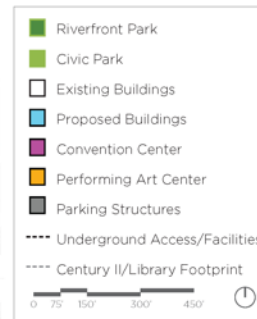 Riverfront Park
Civic Park
Existing Buildings
Proposed Buildings
Convention Center
Performing Art Center
Parking Structures
Underground Access/Facilities
Century II/Library Footprint
0 75' 150' 300' 450'